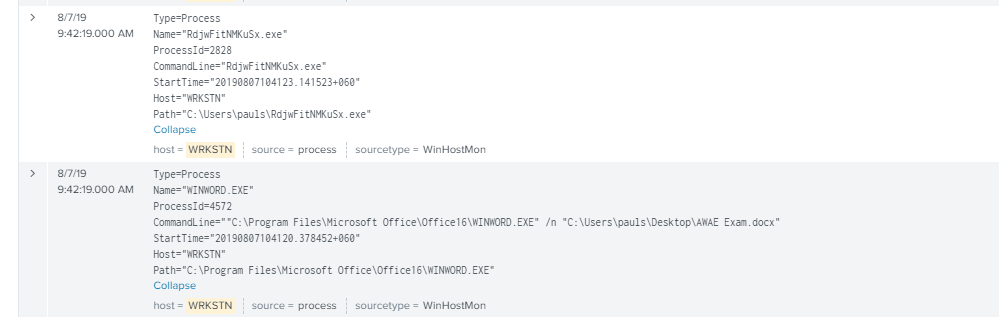 8/7/19
9:42:19.000 AM
Type=Process
Name="RdjwFitNMKuSx.exe"
ProcessId=2828
CommandLine="RdjwFitNMKuSx.exe"
StartTime="20190807104123.141523+060"
Host="WRKSTN"
Path="C:\Users\pauls\RdjwFitNMKuSx.exe"
Collapse
host = WRKSTN source = process sourcetype = WinHostMon
8/7/19
9:42:19.000 AM
Type=Process
Name="WINWORD.EXE"
ProcessId=4572
CommandLine=""C:\Program Files\Microsoft Office\Office16\WINWORD.EXE" /n "C:\Users\pauls\Desktop\AWAE Exam.docx"
StartTime="20190807104120.378452+060"
Host="WRKSTN"
Path="C:\Program Files\Microsoft Office\Office16\WINWORD.EXE"
Collapse
host = WRKSTN source = process sourcetype = WinHostMon